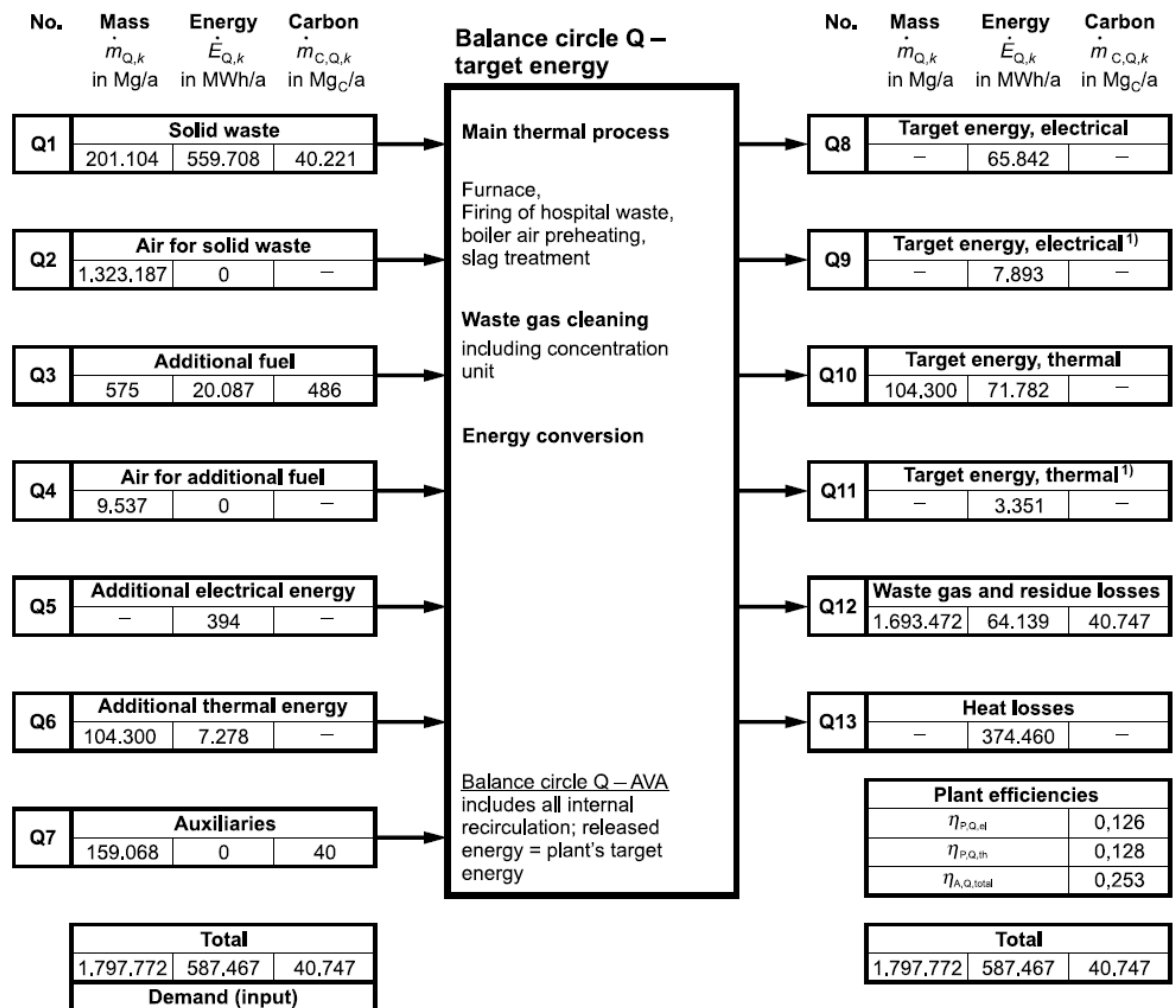 No. Mass Energy Carbon
ṁQ,k ĖQ,k ṁC,Q,k
in Mg/a in MWh/a in MgC/a
Q1 Solid waste
201.104 559.708 40.221
Q2 Air for solid waste
1.323.187 0 –
Q3 Additional fuel
575 20.087 486
Q4 Air for additional fuel
9.537 0 –
Q5 Additional electrical energy
– 394 –
Q6 Additional thermal energy
104.300 7.278 –
Q7 Auxiliaries
159.068 0 40
Total
1.797.772 587.467 40.747
Demand (input)
Balance circle Q –
target energy
Main thermal process
Furnace,
Firing of hospital waste,
boiler air preheating,
slag treatment
Waste gas cleaning
including concentration
unit
Energy conversion
Balance circle Q – AVA
includes all internal
recirculation; released
energy = plant's target
energy
No. Mass Energy Carbon
ṁQ,k ĖQ,k ṁC,Q,k
in Mg/a in MWh/a in MgC/a
Q8 Target energy, electrical
– 65.842 –
Q9 Target energy, electrical 1)
– 7.893 –
Q10 Target energy, thermal
104.300 71.782 –
Q11 Target energy, thermal 1)
– 3.351 –
Q12 Waste gas and residue losses
1.693.472 64.139 40.747
Q13 Heat losses
– 374.460 –
Plant efficiencies
ηP,Q,el 0,126
ηP,Q,th 0,128
ηA,Q,total 0,253
Total
1.797.772 587.467 40.747